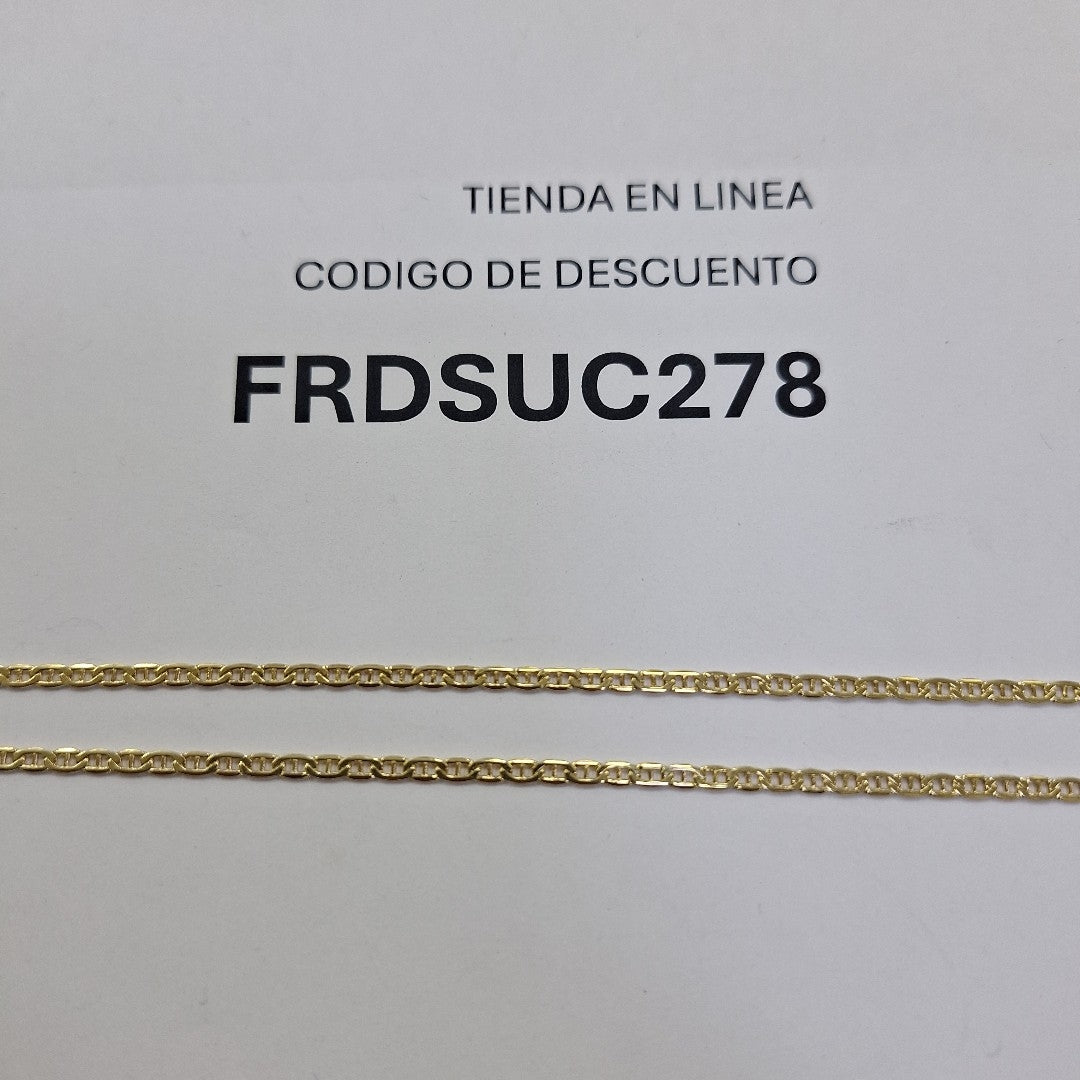 TIENDA EN LINEA
CODIGO DE DESCUENTO
FRDSUC278